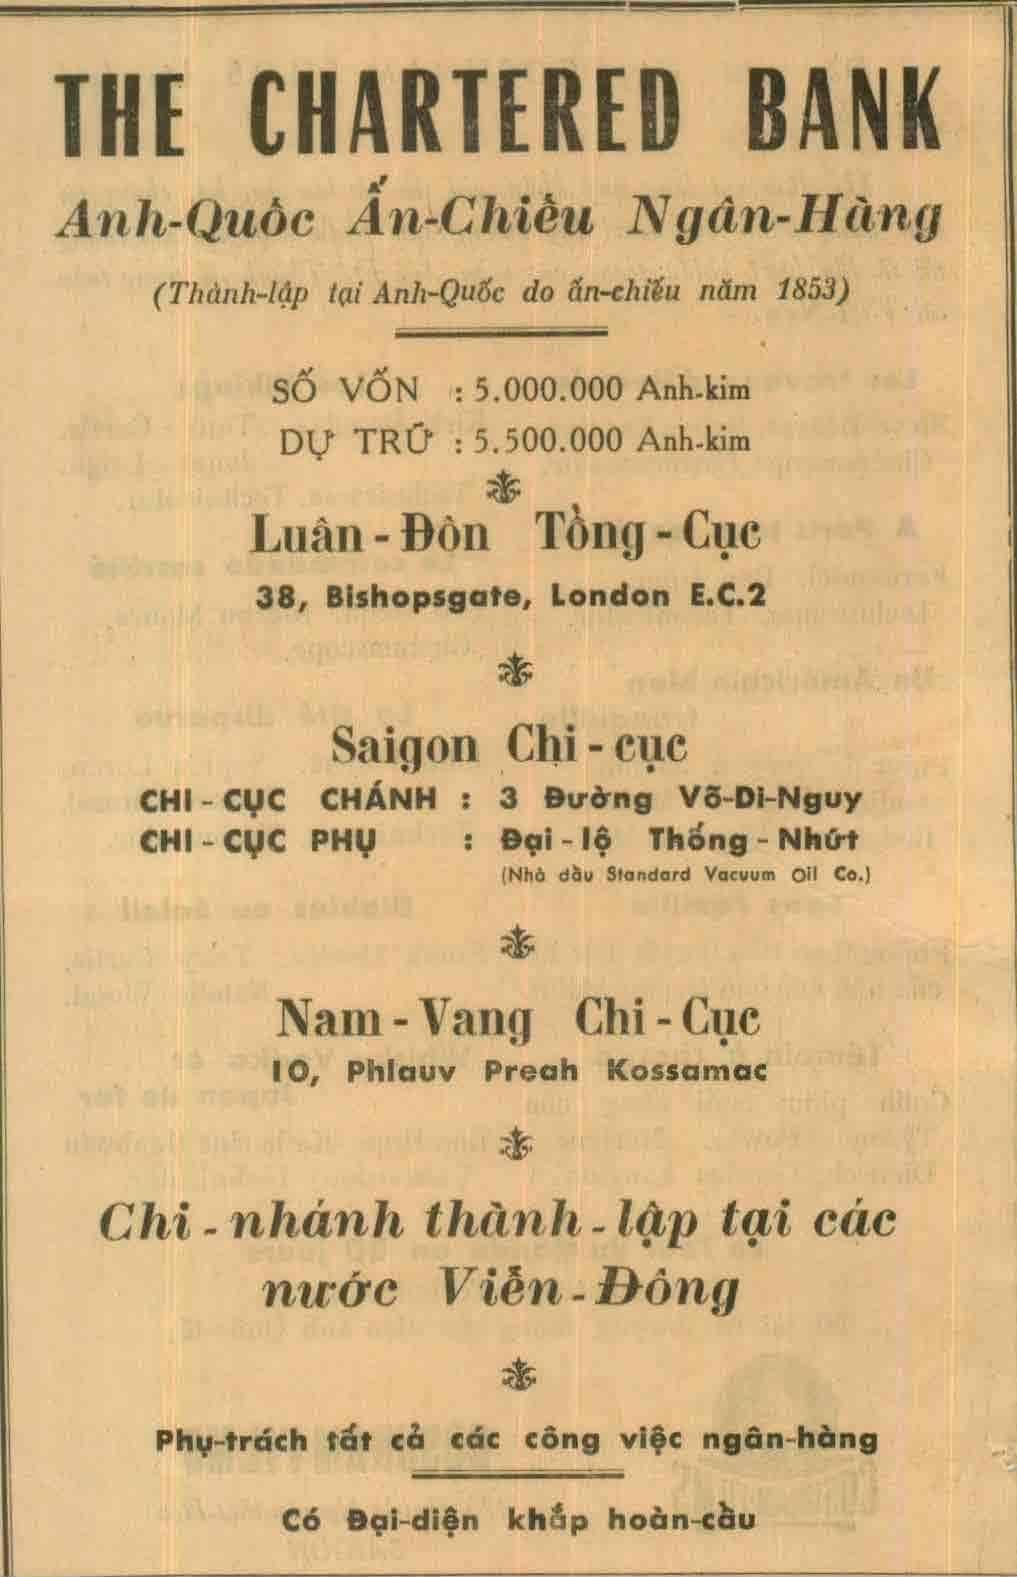 THE CHARTERED BANK
Anh-Quốc Ấn-Chiếu Ngân-Hàng
(Thành-lập tại Anh-Quốc do ấn-chiếu năm 1853)
SỐ VỐN : 5.000.000 Anh-kim
DỰ TRỮ : 5.500.000 Anh-kim
Luân - Đôn Tổng - Cục
38, Bishopsgate, London E.C.2
Saigon Chi - cục
CHI - CỤC CHÁNH : 3 Đường Võ-Di-Nguy
CHI - CỤC PHỤ : Đại - lộ Thống - Nhứt
(Nhà dầu Standard Vacuum Oil Co.)
Nam - Vang Chi - Cục
10, Phlauv Preah Kossamac
Chi - nhánh thành - lập tại các
nước Viễn - Đông
Phụ-trách tất cả các công việc ngân-hàng
Có Đại-diện khắp hoàn-cầu